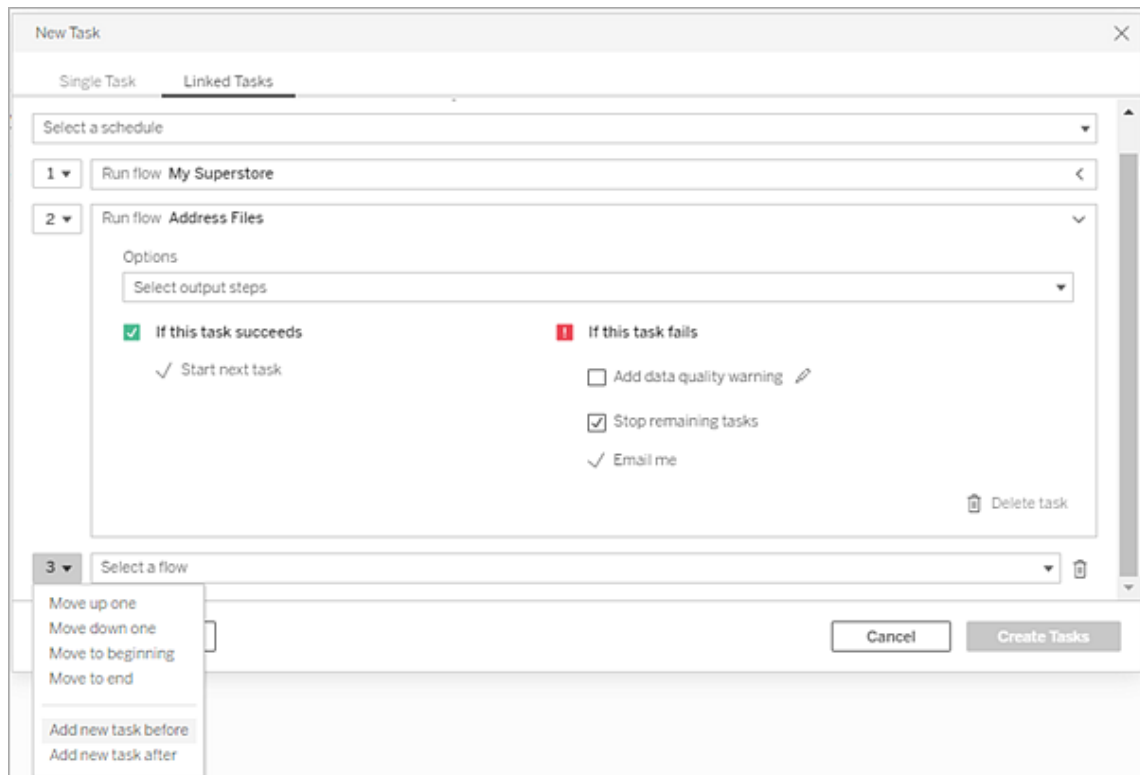 New Task
Single Task Linked Tasks
Select a schedule
1 Run flow My Superstore
2 Run flow Address Files
Options
Select output steps
If this task succeeds If this task fails
Start next task Add data quality warning
Stop remaining tasks
Email me
Delete task
3 Select a flow
Move up one
Move down one
Cancel Create Tasks
Move to beginning
Move to end
Add new task before
Add new task after